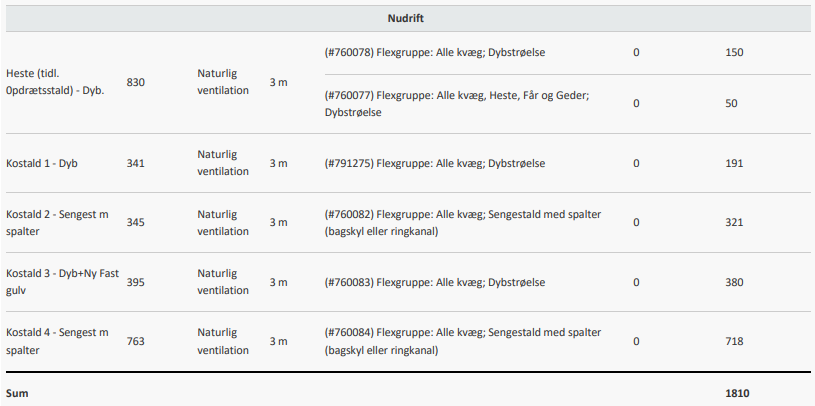 Nudrift
Heste (tidl. 0pdrætsstald) - Dyb. 830 Naturlig ventilation 3 m (#760078) Flexgruppe: Alle kvæg; Dybstrøelse 0 150
(#760077) Flexgruppe: Alle kvæg, Heste, Får og Geder; Dybstrøelse 0 50
Kostald 1 - Dyb 341 Naturlig ventilation 3 m (#791275) Flexgruppe: Alle kvæg; Dybstrøelse 0 191
Kostald 2 - Sengest m spalter 345 Naturlig ventilation 3 m (#760082) Flexgruppe: Alle kvæg; Sengestald med spalter (bagskyl eller ringkanal) 0 321
Kostald 3 - Dyb+Ny Fast gulv 395 Naturlig ventilation 3 m (#760083) Flexgruppe: Alle kvæg; Dybstrøelse 0 380
Kostald 4 - Sengest m spalter 763 Naturlig ventilation 3 m (#760084) Flexgruppe: Alle kvæg; Sengestald med spalter (bagskyl eller ringkanal) 0 718
Sum 1810